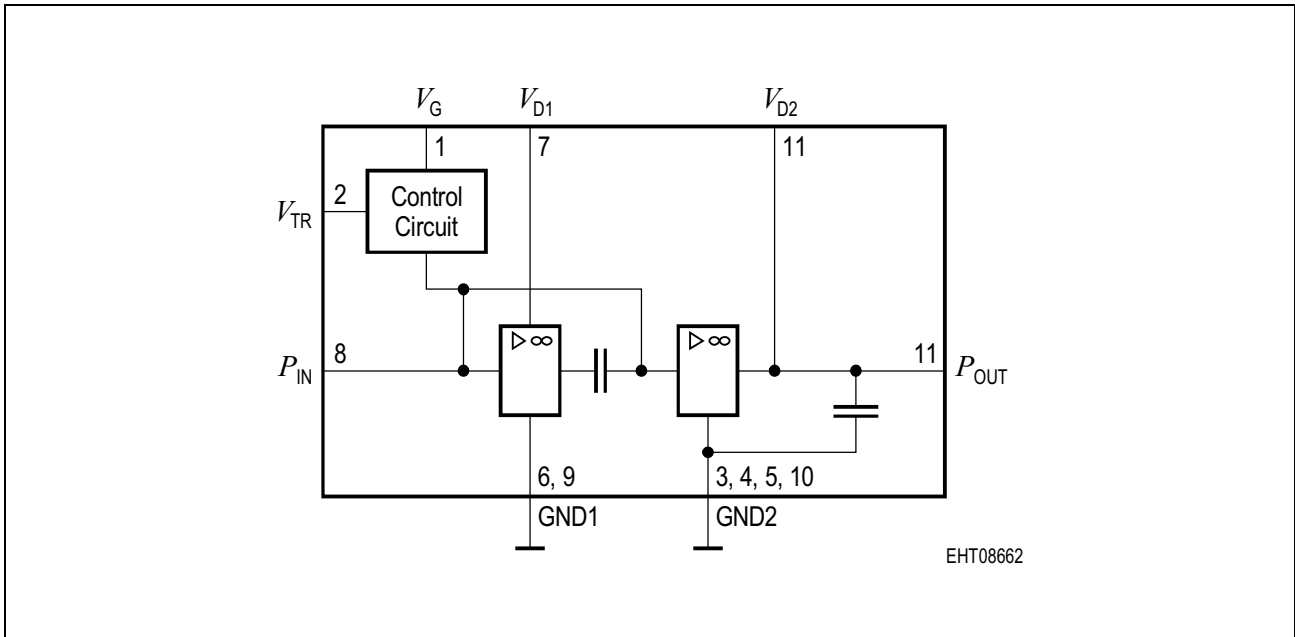 VG VD1 VD2
1 7 11
2 Control
VTR Circuit
▷∞ ▷∞
8 11
PIN POUT
6, 9 3, 4, 5, 10
GND1 GND2
EHT08662